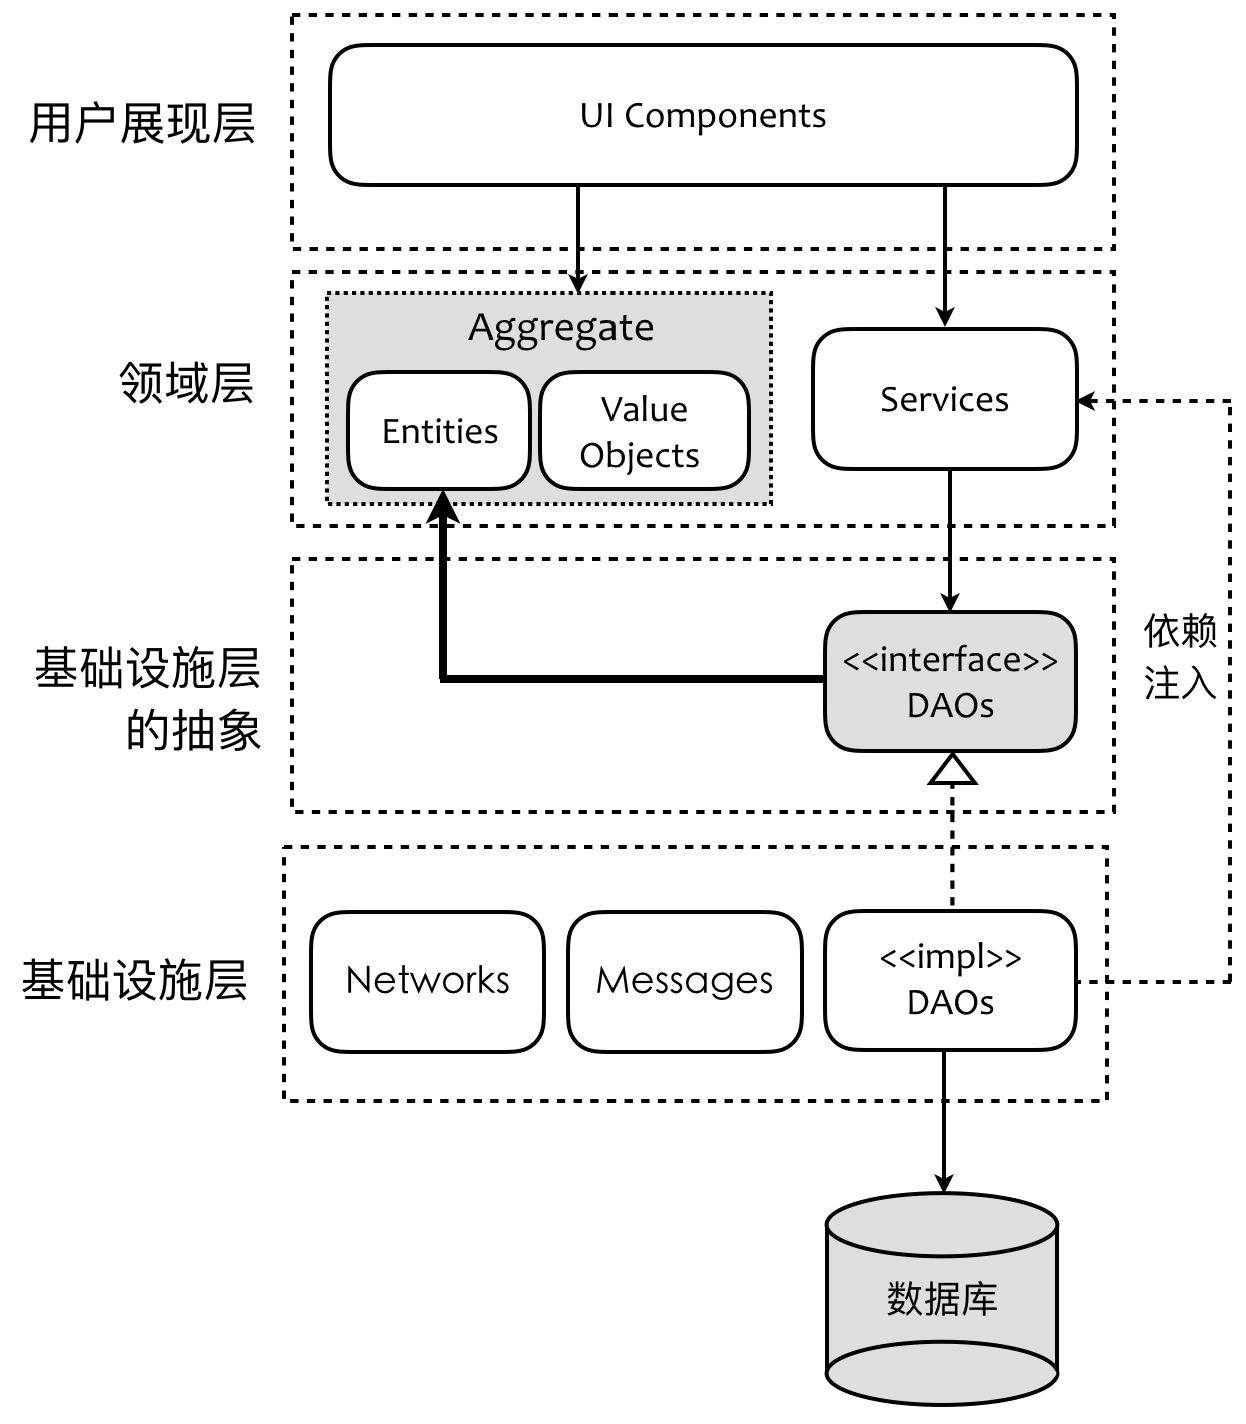 用户展现层
UI Components
领域层
Aggregate
Entities
Value
Objects
Services
基础设施层
的抽象
<<interface>>
DAOs
依赖
注入
基础设施层
Networks
Messages
<<impl>>
DAOs
数据库